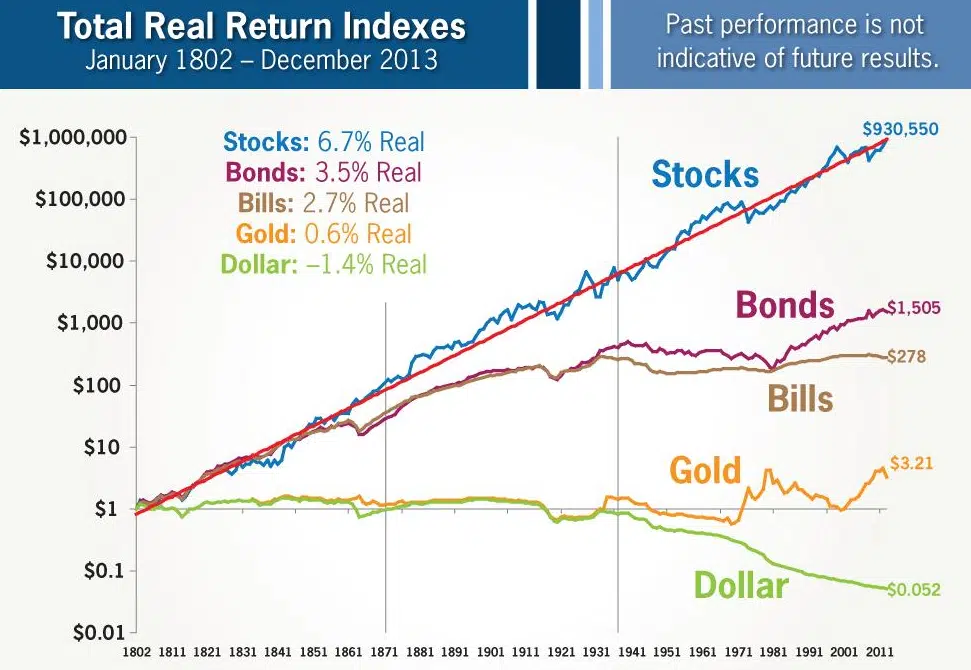 Total Real Return Indexes
January 1802 – December 2013
Past performance is not
indicative of future results.
$1,000,000
$100,000
$10,000
$1,000
$100
$10
$1
$0.1
$0.01
Stocks: 6.7% Real
Bonds: 3.5% Real
Bills: 2.7% Real
Gold: 0.6% Real
Dollar: –1.4% Real
$930,550
Stocks
Bonds
$1,505
$278
Bills
Gold
$3.21
Dollar
$0.052
1802 1811 1821 1831 1841 1851 1861 1871 1881 1891 1901 1911 1921 1931 1941 1951 1961 1971 1981 1991 2001 2011